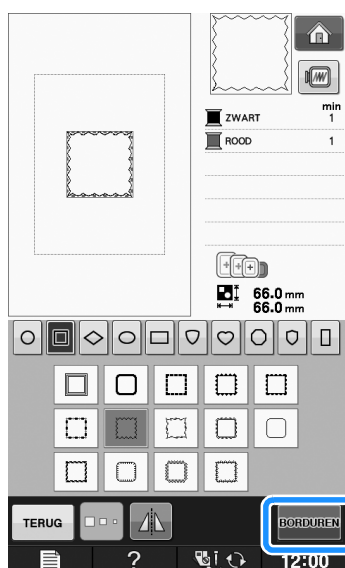 min
ZWART 1
ROOD 1
66.0 mm
66.0 mm
TERUG
BORDUREN
?
12:00